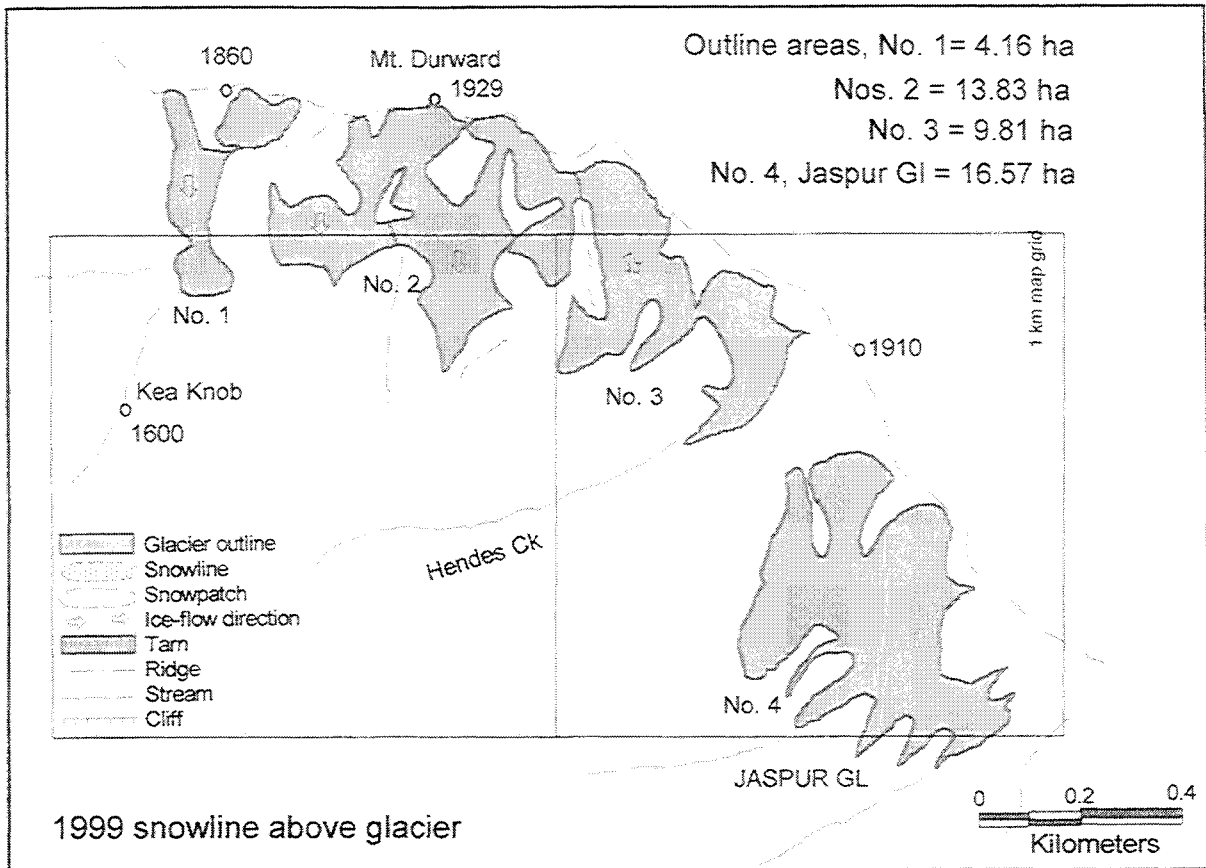 Outline areas, No. 1= 4.16 ha
Nos. 2 = 13.83 ha
No. 3 = 9.81 ha
No. 4, Jaspur Gl = 16.57 ha
1860
Mt. Durward
1929
1 km map grid
No. 1
No. 2
1910
Kea Knob
1600
No. 3
Hendes Ck
Glacier outline
Snowline
Snowpatch
Ice-flow direction
Tarn
Ridge
Stream
Cliff
No. 4
JASPUR GL
0 0.2 0.4
Kilometers
1999 snowline above glacier